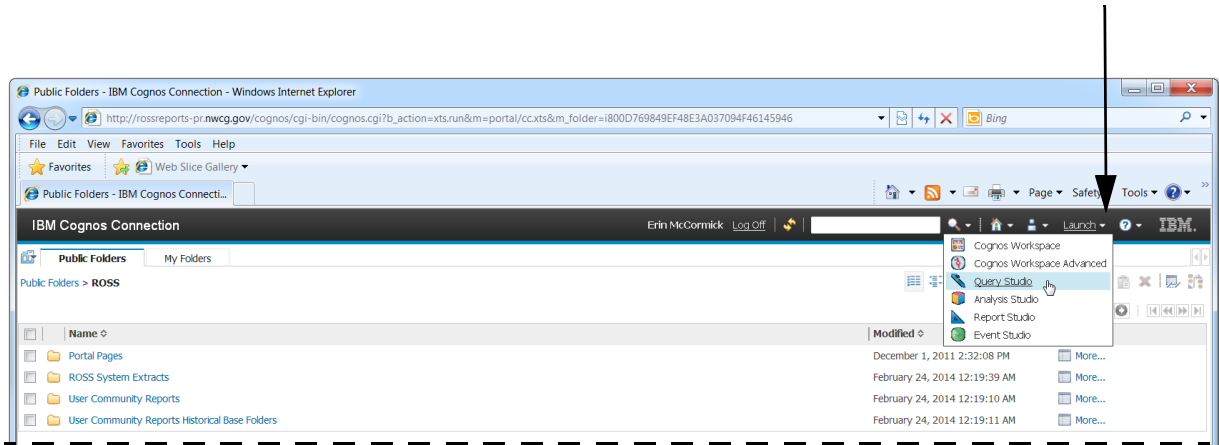 Public Folders - IBM Cognos Connection - Windows Internet Explorer
http://rossreports-pr.nwcg.gov/cognos/cgi-bin/cognos.cgi?b_action=xts.run&m=portal/cc.xts&m_folder=i800D769849EF48E3A037094F46145946
Bing
File Edit View Favorites Tools Help
Favorites Web Slice Gallery
Public Folders - IBM Cognos Connecti...
Page Safety Tools
IBM Cognos Connection Erin McCormick Log Off Launch IBM.
Public Folders My Folders
Cognos Workspace
Cognos Workspace Advanced
Public Folders > ROSS
Query Studio
Analysis Studio
Report Studio
Event Studio
Name Modified
Portal Pages December 1, 2011 2:32:08 PM More...
ROSS System Extracts February 24, 2014 12:19:39 AM More...
User Community Reports February 24, 2014 12:19:10 AM More...
User Community Reports Historical Base Folders February 24, 2014 12:19:11 AM More...